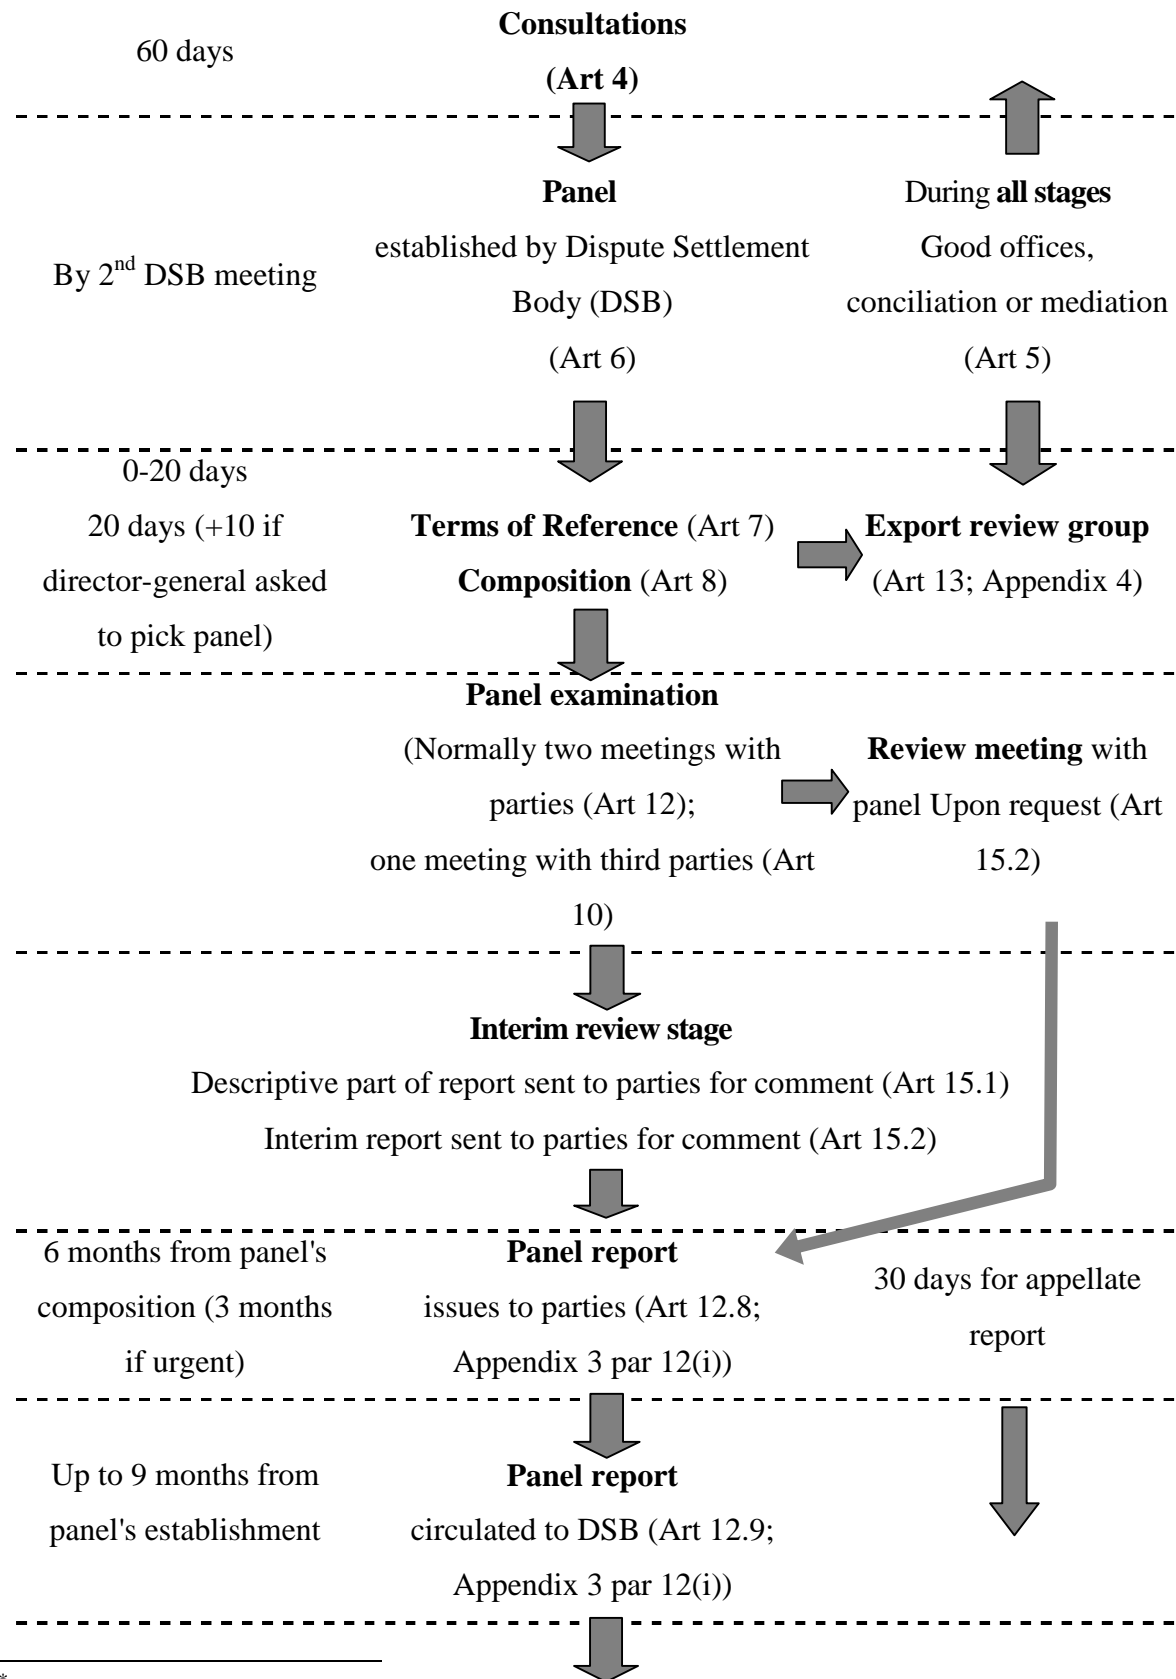 60 days
Consultations
(Art 4)
By 2nd DSB meeting
Panel
established by Dispute Settlement
Body (DSB)
(Art 6)
During all stages
Good offices,
conciliation or mediation
(Art 5)
0-20 days
20 days (+10 if
director-general asked
to pick panel)
Terms of Reference (Art 7)
Composition (Art 8)
Export review group
(Art 13; Appendix 4)
Panel examination
(Normally two meetings with
parties (Art 12);
one meeting with third parties (Art
10)
Review meeting with
panel Upon request (Art
15.2)
Interim review stage
Descriptive part of report sent to parties for comment (Art 15.1)
Interim report sent to parties for comment (Art 15.2)
6 months from panel's
composition (3 months
if urgent)
Panel report
issues to parties (Art 12.8;
Appendix 3 par 12(i))
30 days for appellate
report
Up to 9 months from
panel's establishment
Panel report
circulated to DSB (Art 12.9;
Appendix 3 par 12(i))
*